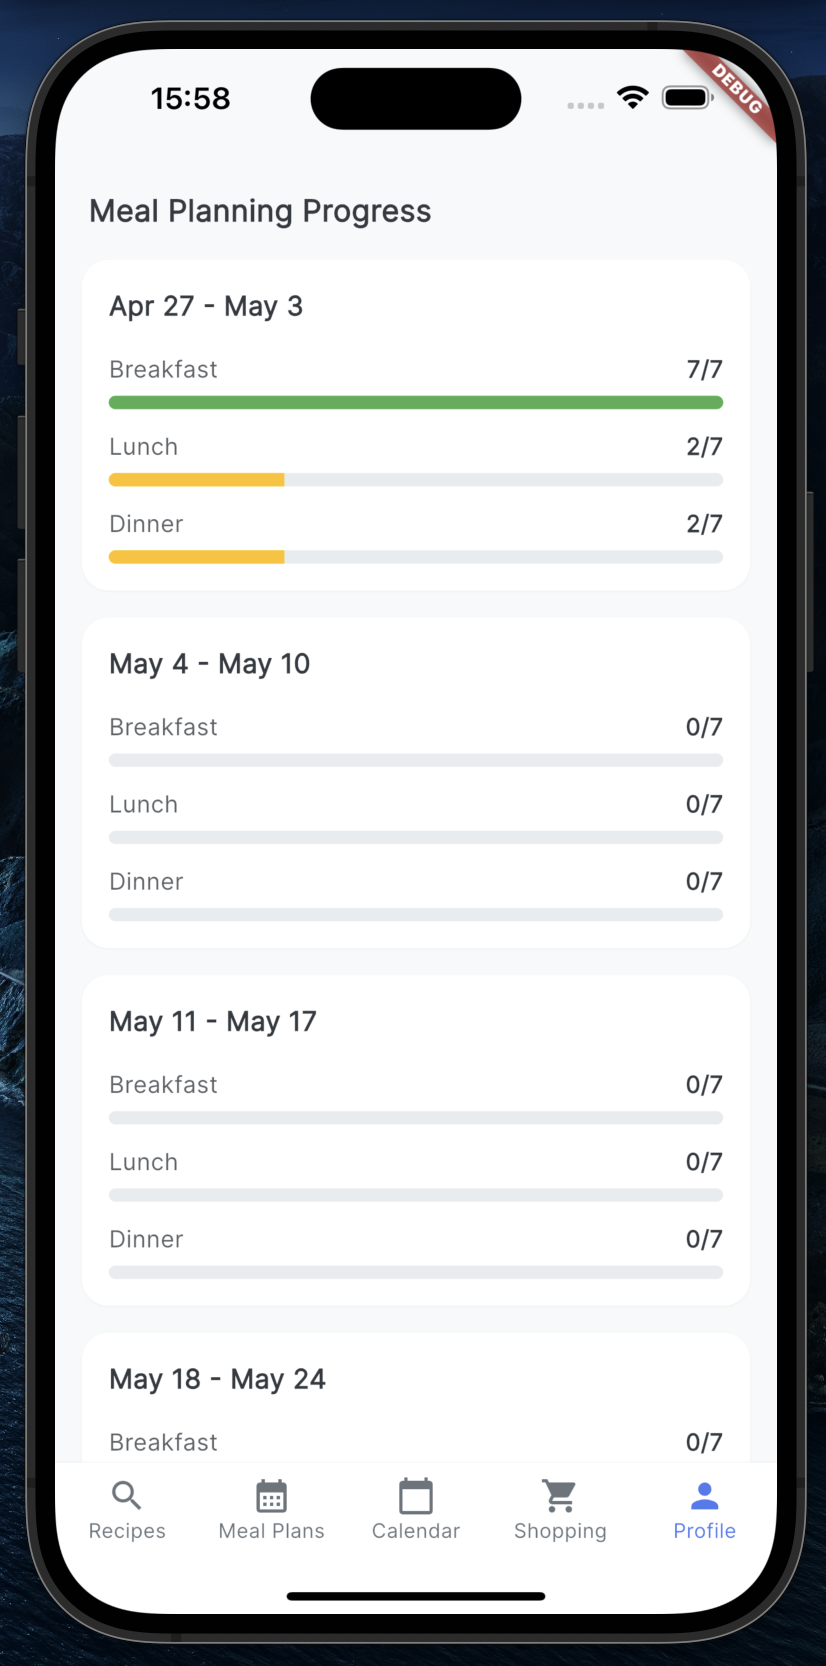 15:58
DEBUG
Meal Planning Progress
Apr 27 - May 3
Breakfast 7/7
Lunch 2/7
Dinner 2/7
May 4 - May 10
Breakfast 0/7
Lunch 0/7
Dinner 0/7
May 11 - May 17
Breakfast 0/7
Lunch 0/7
Dinner 0/7
May 18 - May 24
Breakfast 0/7
Recipes Meal Plans Calendar Shopping Profile